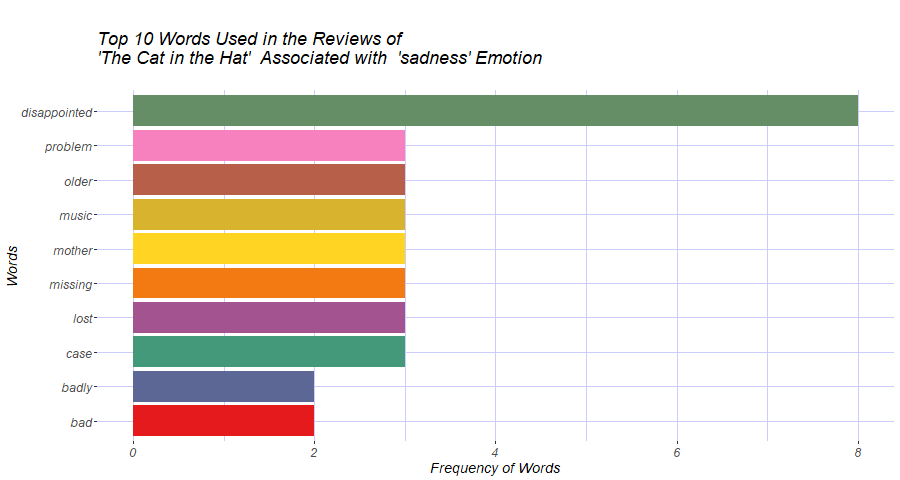 Top 10 Words Used in the Reviews of
'The Cat in the Hat'  Associated with  'sadness' Emotion
disappointed
problem
older
music
mother
missing
lost
case
badly
bad
Words
0 2 4 6 8
Frequency of Words